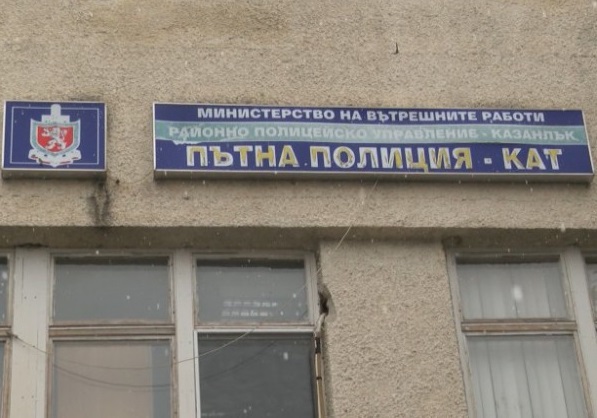 МИНИСТЕРСТВО НА ВЪТРЕШНИТЕ РАБОТИ
РАЙОННО ПОЛИЦЕЙСКО УПРАВЛЕНИЕ - КАЗАНЛЪК
ПЪТНА ПОЛИЦИЯ - КАТ